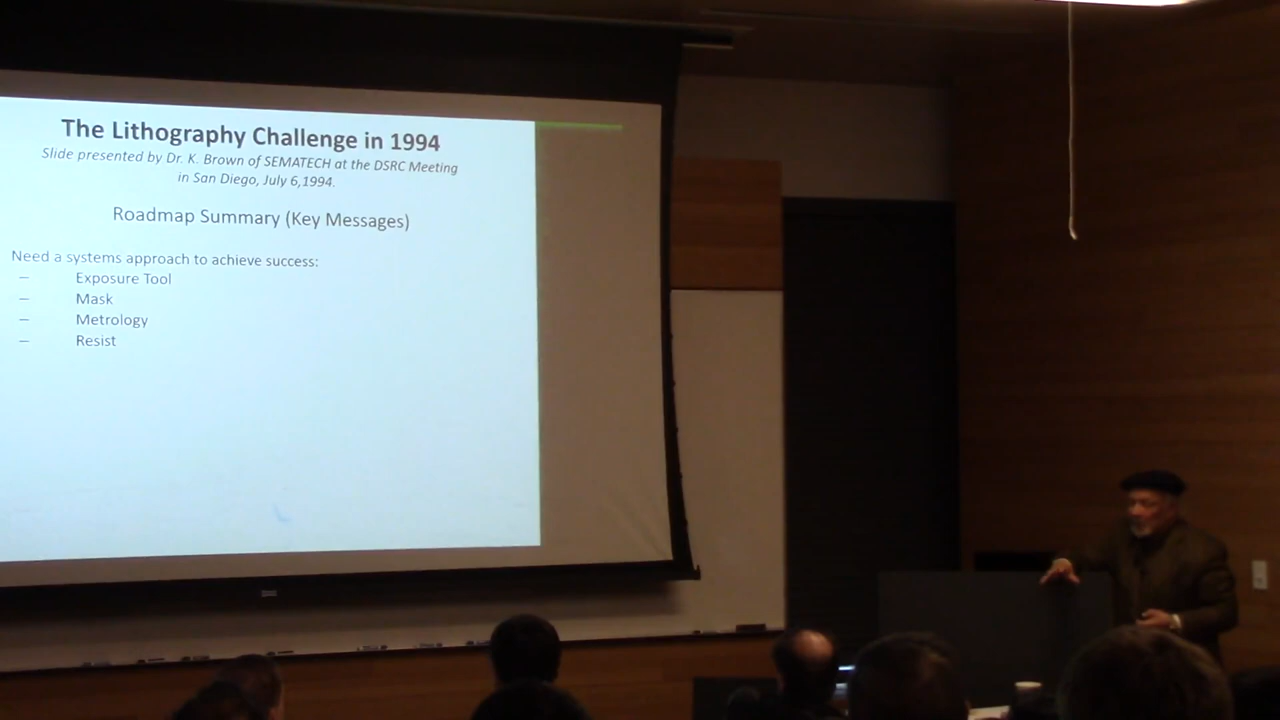 The Lithography Challenge in 1994
Slide presented by Dr. K. Brown of SEMATECH at the DSRC Meeting
in San Diego, July 6,1994.
Roadmap Summary (Key Messages)
Need a systems approach to achieve success:
– Exposure Tool
– Mask
– Metrology
– Resist